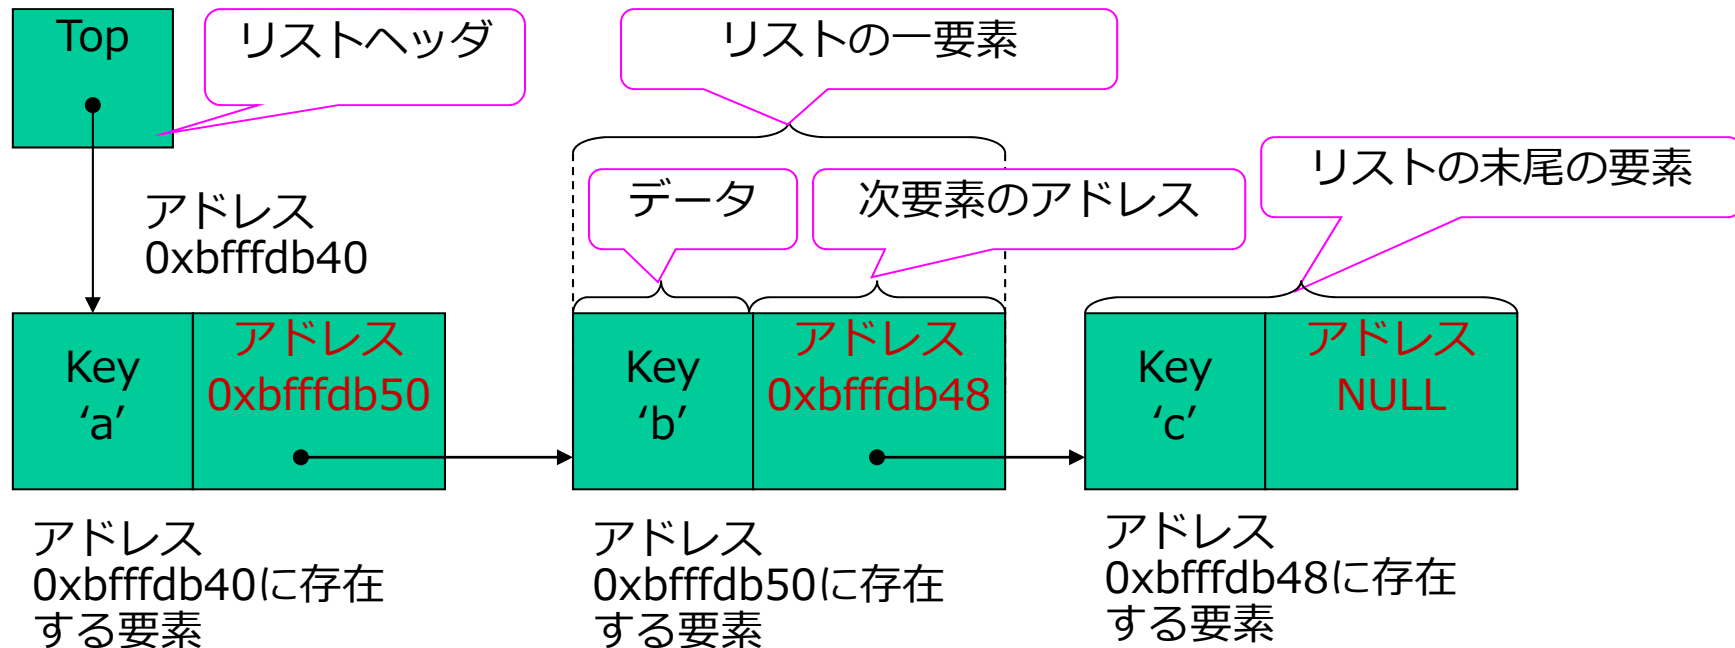 Top
リストヘッダ
リストの一要素
リストの末尾の要素
データ
次要素のアドレス
アドレス
0xbfffdb40
Key
‘a’
アドレス
0xbfffdb50
Key
‘b’
アドレス
0xbfffdb48
Key
‘c’
アドレス
NULL
アドレス
0xbfffdb40に存在
する要素
アドレス
0xbfffdb50に存在
する要素
アドレス
0xbfffdb48に存在
する要素